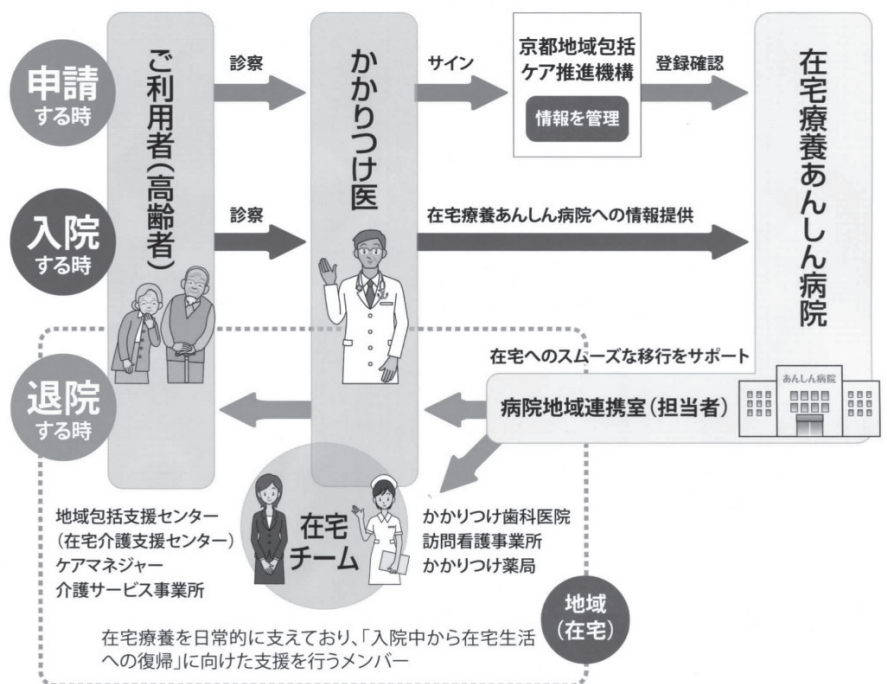 申請
する時
ご利用者(高齢者)
診察
かかりつけ医
サイン
京都地域包括
ケア推進機構
情報を管理
登録確認
在宅療養あんしん病院
入院
する時
診察
在宅療養あんしん病院への情報提供
退院
する時
在宅へのスムーズな移行をサポート
病院地域連携室(担当者)
あんしん病院
地域包括支援センター
(在宅介護支援センター)
ケアマネジャー
介護サービス事業所
在宅
チーム
かかりつけ歯科医院
訪問看護事業所
かかりつけ薬局
地域
(在宅)
在宅療養を日常的に支えており、「入院中から在宅生活
への復帰」に向けた支援を行うメンバー